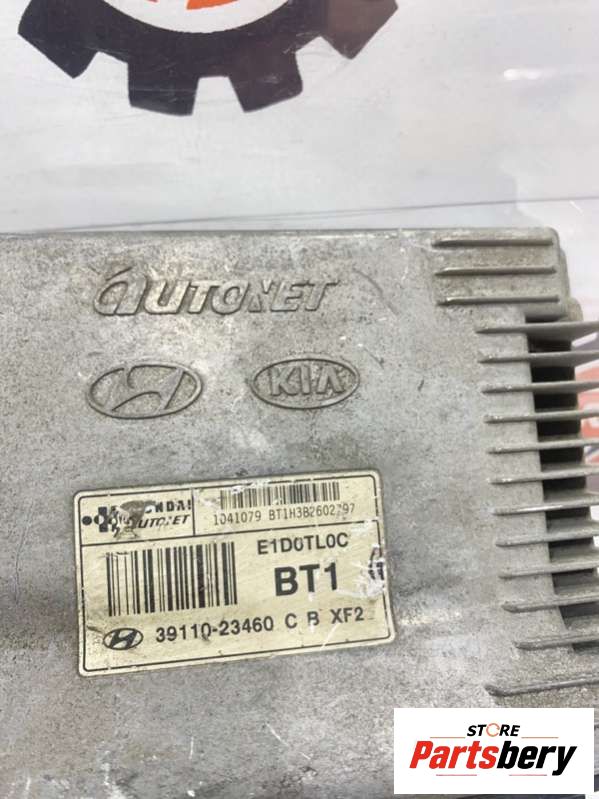 AUTONET
KIA
AUTONET
1041079 BT1H3B2602797
E1D0TL0C
BT1
39110-23460 C B XF2
STORE
Partsbery